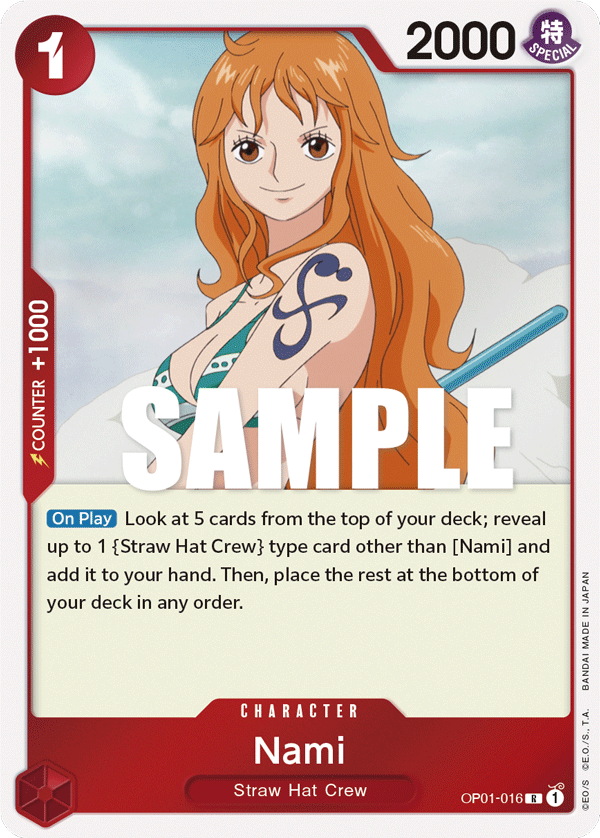 1
2000
特
SPECIAL
COUNTER +1000
SAMPLE
On Play Look at 5 cards from the top of your deck; reveal
up to 1 {Straw Hat Crew} type card other than [Nami] and
add it to your hand. Then, place the rest at the bottom of
your deck in any order.
CHARACTER
Nami
Straw Hat Crew
OP01-016 R 1
©EO/S ©E.O./S., T.A. BANDAI MADE IN JAPAN